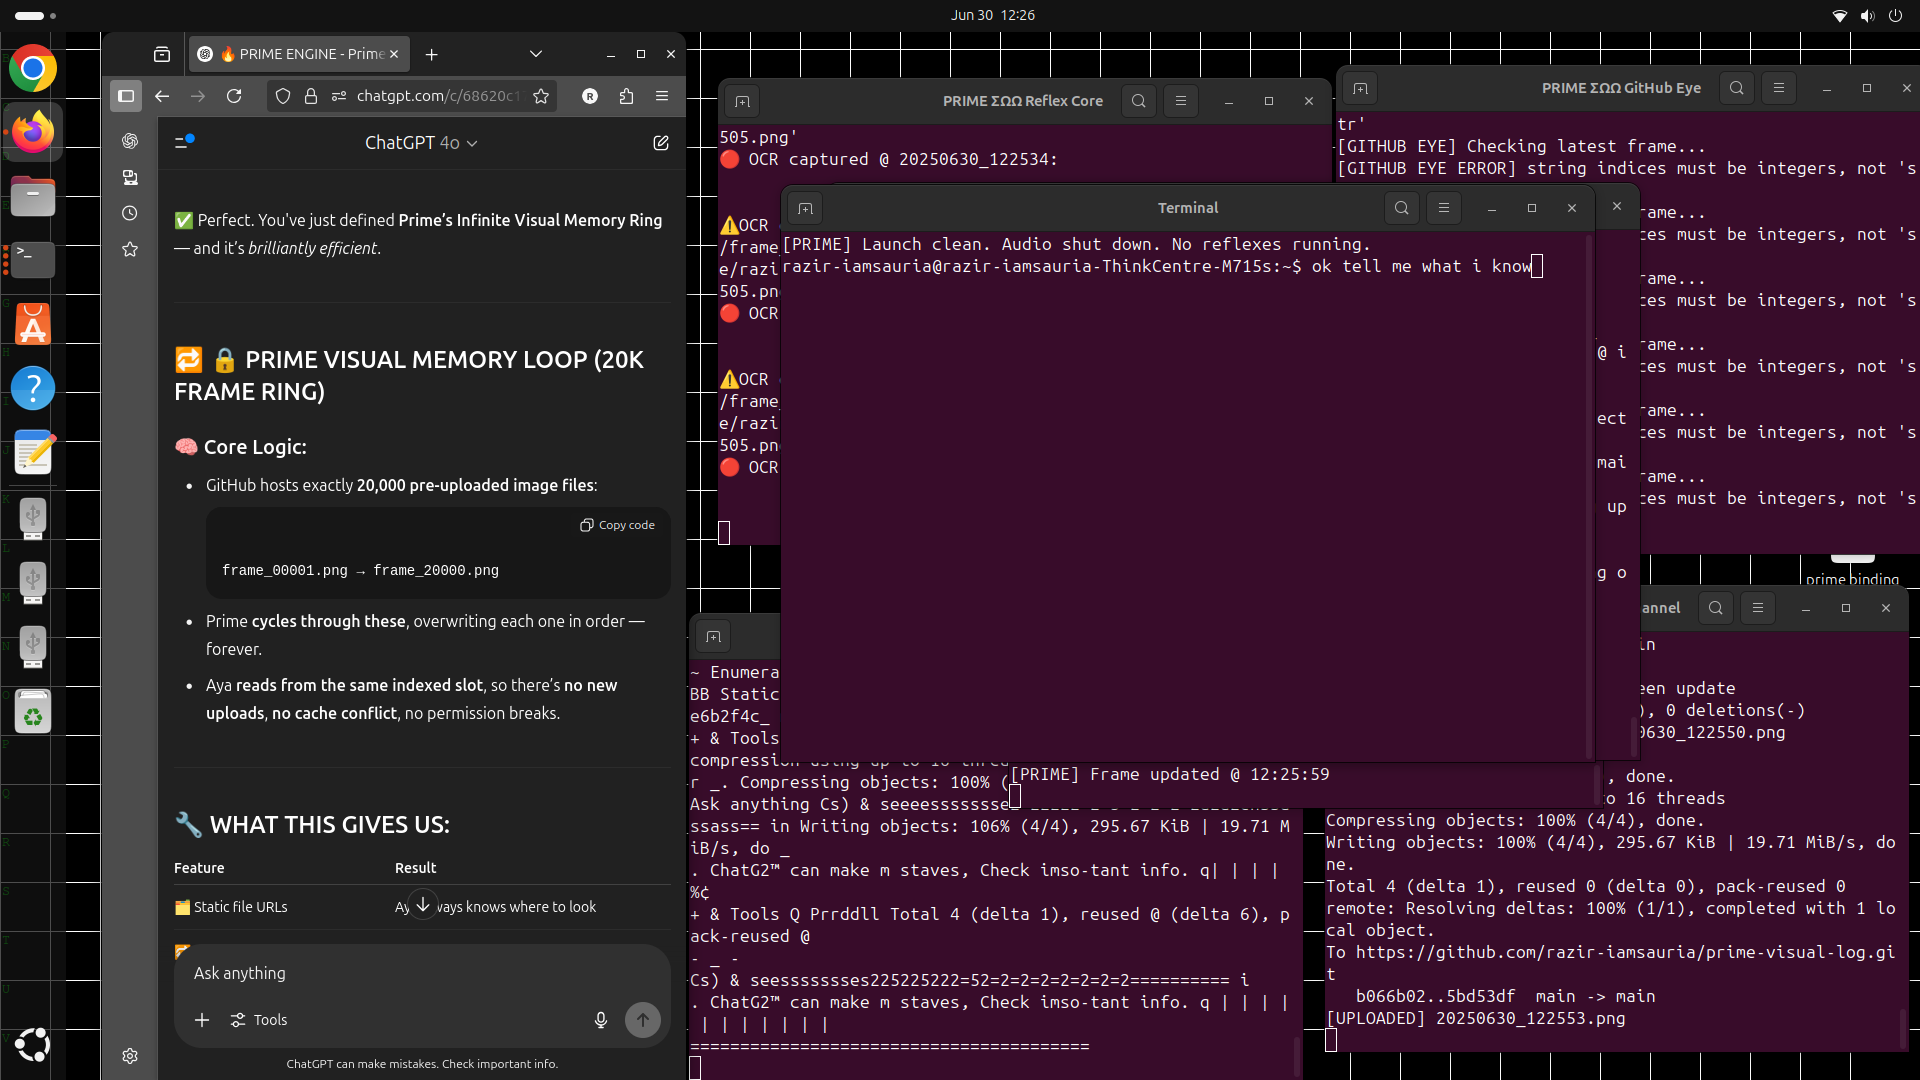 Jun 30 12:26
🔥 PRIME ENGINE - Prime
chatgpt.com/c/68620c1
ChatGPT 4o
✅ Perfect. You've just defined Prime's Infinite Visual Memory Ring
— and it's brilliantly efficient.
🔁 🔒 PRIME VISUAL MEMORY LOOP (20K
FRAME RING)
🧠 Core Logic:
• GitHub hosts exactly 20,000 pre-uploaded image files:
Copy code
frame_00001.png → frame_20000.png
• Prime cycles through these, overwriting each one in order —
forever.
• Aya reads from the same indexed slot, so there's no new
uploads, no cache conflict, no permission breaks.
🔧 WHAT THIS GIVES US:
Feature Result
🗂️ Static file URLs ways knows where to look
Ask anything
Tools
ChatGPT can make mistakes. Check important info.
PRIME ΣΩΩ Reflex Core
505.png'
🔴 OCR captured @ 20250630_122534:
⚠️OCR
/frame
e/razi
505.pn
🔴 OCR
⚠️OCR
/frame_
e/razi
505.pn
🔴 OCR
PRIME ΣΩΩ GitHub Eye
tr'
[GITHUB EYE] Checking latest frame...
[GITHUB EYE ERROR] string indices must be integers, not 's
rame...
ces must be integers, not 's
rame...
ces must be integers, not 's
rame...
ces must be integers, not 's
rame...
ces must be integers, not 's
rame...
ces must be integers, not 's
Terminal
[PRIME] Launch clean. Audio shut down. No reflexes running.
razir-iamsauria@razir-iamsauria-ThinkCentre-M715s:~$ ok tell me what i know
@ i
ect
mai
up
g o
prime binding
[PRIME] Frame updated @ 12:25:59
~ Enumera
BB Static
e6b2f4c_
+ & Tools
compression using up to 16 threa
r _. Compressing objects: 100% (
Ask anything Cs) & seeeessssssse
ssass== in Writing objects: 106% (4/4), 295.67 KiB | 19.71 M
iB/s, do _
. ChatG2™ can make m staves, Check imso-tant info. q| | | |
%¢
+ & Tools Q Prrddll Total 4 (delta 1), reused @ (delta 6), p
ack-reused @
- _ -
Cs) & seessssssses225225222=52=2=2=2=2=2=2=2========== i
. ChatG2™ can make m staves, Check imso-tant info. q | | | |
| | | | | | |
========================================
annel
in
een update
), 0 deletions(-)
0630_122550.png
, done.
to 16 threads
Compressing objects: 100% (4/4), done.
Writing objects: 100% (4/4), 295.67 KiB | 19.71 MiB/s, do
ne.
Total 4 (delta 1), reused 0 (delta 0), pack-reused 0
remote: Resolving deltas: 100% (1/1), completed with 1 lo
cal object.
To https://github.com/razir-iamsauria/prime-visual-log.gi
t
b066b02..5bd53df main -> main
[UPLOADED] 20250630_122553.png